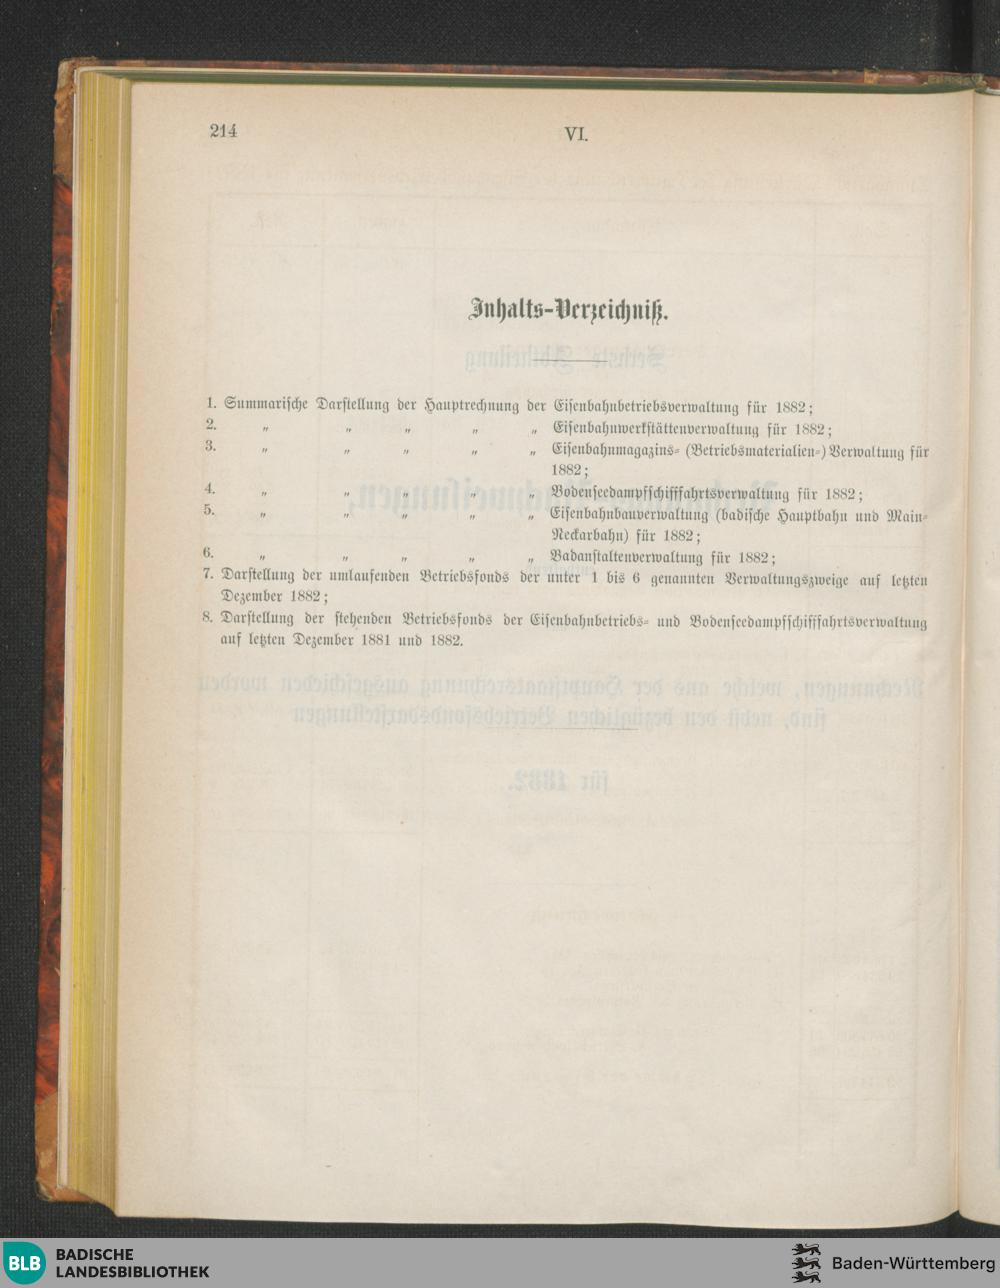 214
VI.
Inhalts-Verzeichniß.
1. Summarische Darstellung der Hauptrechnung der Eisenbahnbetriebsverwaltung für 1882;
2. „ „ „ „ „ Eisenbahnwerkstättenverwaltung für 1882;
3. „ „ „ „ „ Eisenbahnmagazins- (Betriebsmaterialien-) Verwaltung für
1882;
4. „ „ „ „ „ Bodenseedampfschifffahrtsverwaltung für 1882;
5. „ „ „ „ „ Eisenbahnbauverwaltung (badische Hauptbahn und Main-
Neckarbahn) für 1882;
6. „ „ „ „ „ Badanstaltenverwaltung für 1882;
7. Darstellung der umlaufenden Betriebsfonds der unter 1 bis 6 genannten Verwaltungszweige auf letzten
Dezember 1882;
8. Darstellung der stehenden Betriebsfonds der Eisenbahnbetriebs- und Bodenseedampfschifffahrtsverwaltung
auf letzten Dezember 1881 und 1882.
BLB BADISCHE
LANDESBIBLIOTHEK
Baden-Württemberg